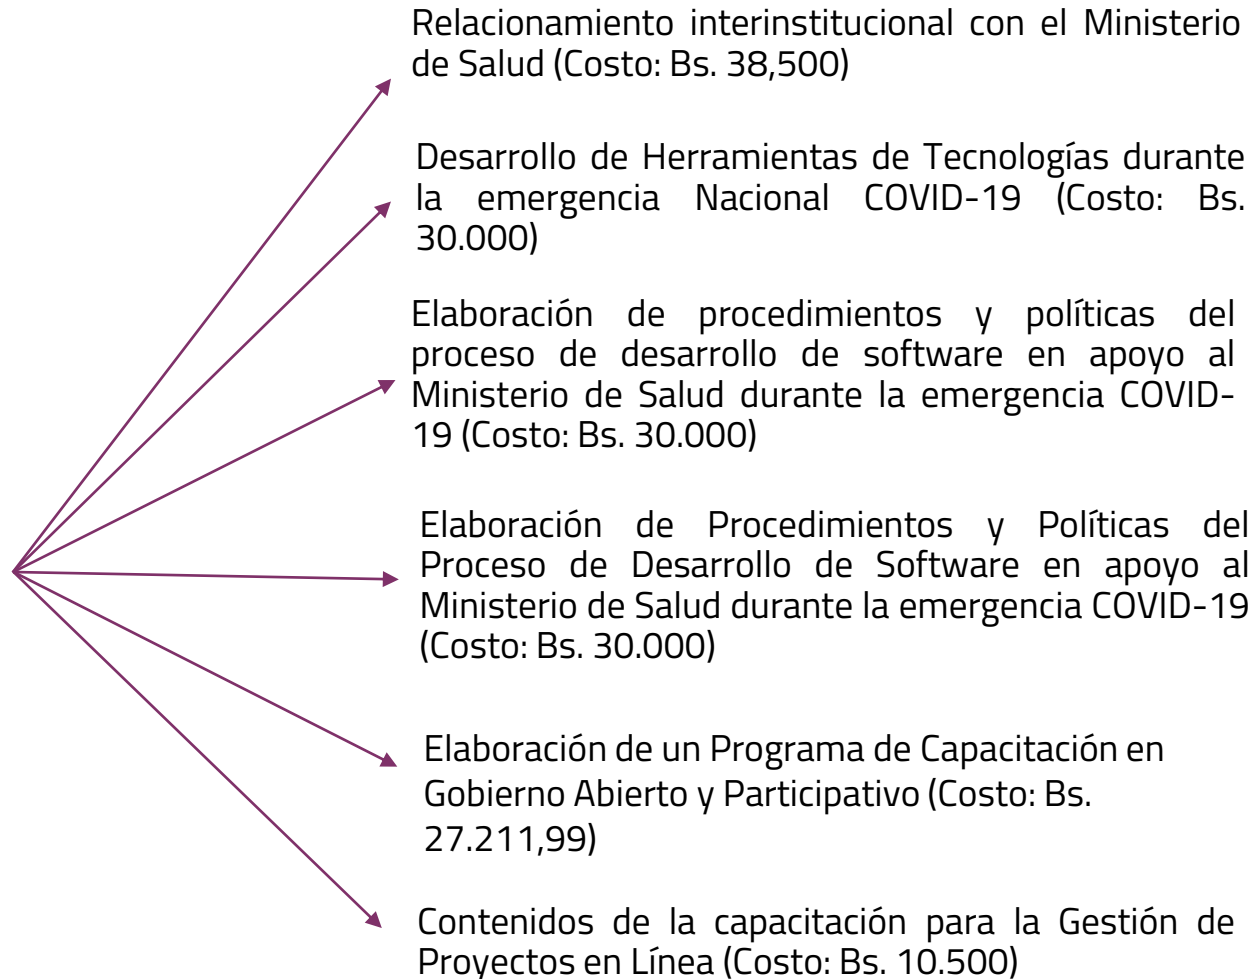 Relacionamiento interinstitucional con el Ministerio
de Salud (Costo: Bs. 38,500)
Desarrollo de Herramientas de Tecnologías durante
la emergencia Nacional COVID-19 (Costo: Bs.
30.000)
Elaboración de procedimientos y políticas del
proceso de desarrollo de software en apoyo al
Ministerio de Salud durante la emergencia COVID-
19 (Costo: Bs. 30.000)
Elaboración de Procedimientos y Políticas del
Proceso de Desarrollo de Software en apoyo al
Ministerio de Salud durante la emergencia COVID-19
(Costo: Bs. 30.000)
Elaboración de un Programa de Capacitación en
Gobierno Abierto y Participativo (Costo: Bs.
27.211,99)
Contenidos de la capacitación para la Gestión de
Proyectos en Línea (Costo: Bs. 10.500)